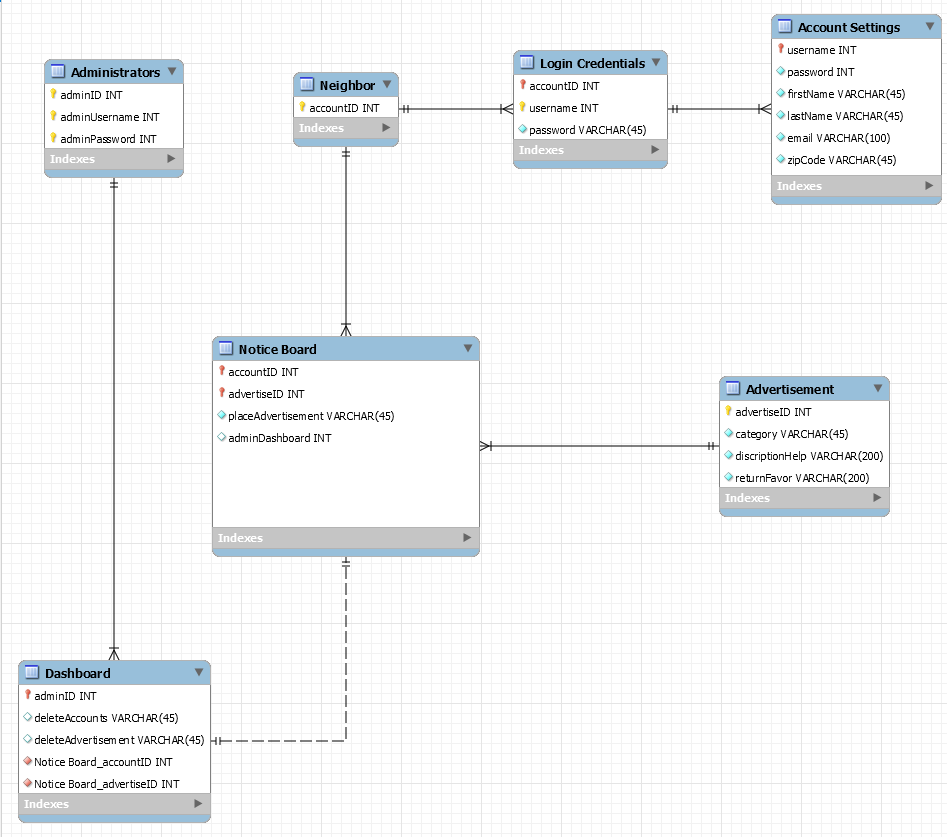 Administrators
adminID INT
adminUsername INT
adminPassword INT
Indexes
Neighbor
accountID INT
Indexes
Login Credentials
accountID INT
username INT
password VARCHAR(45)
Indexes
Account Settings
username INT
password INT
firstName VARCHAR(45)
lastName VARCHAR(45)
email VARCHAR(100)
zipCode VARCHAR(45)
Indexes
Notice Board
accountID INT
advertiseID INT
placeAdvertisement VARCHAR(45)
adminDashboard INT
Indexes
Advertisement
advertiseID INT
category VARCHAR(45)
discriptionHelp VARCHAR(200)
returnFavor VARCHAR(200)
Indexes
Dashboard
adminID INT
deleteAccounts VARCHAR(45)
deleteAdvertisement VARCHAR(45)
Notice Board_accountID INT
Notice Board_advertiseID INT
Indexes